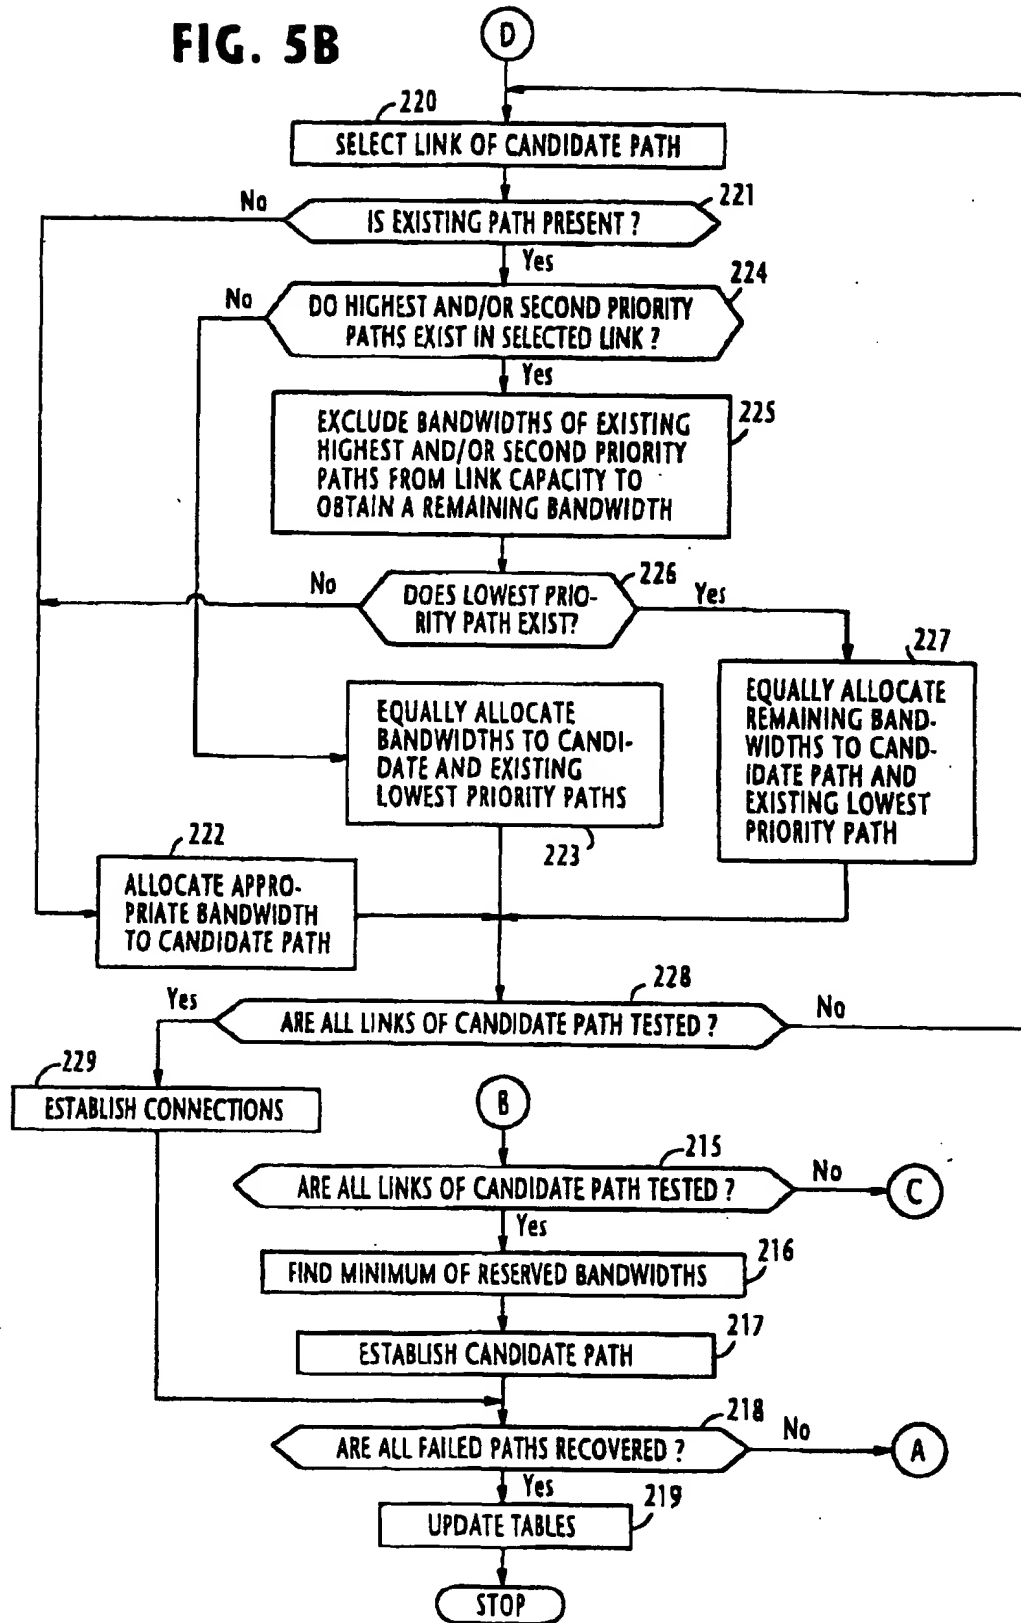 FIG. 5B
D
220
SELECT LINK OF CANDIDATE PATH
No
221
IS EXISTING PATH PRESENT ?
Yes
224
No
DO HIGHEST AND/OR SECOND PRIORITY
PATHS EXIST IN SELECTED LINK ?
Yes
225
EXCLUDE BANDWIDTHS OF EXISTING
HIGHEST AND/OR SECOND PRIORITY
PATHS FROM LINK CAPACITY TO
OBTAIN A REMAINING BANDWIDTH
226
No
DOES LOWEST PRIO-
RITY PATH EXIST?
Yes
227
EQUALLY ALLOCATE
REMAINING BAND-
WIDTHS TO CAND-
IDATE PATH AND
EXISTING LOWEST
PRIORITY PATH
EQUALLY ALLOCATE
BANDWIDTHS TO CANDI-
DATE AND EXISTING
LOWEST PRIORITY PATHS
223
222
ALLOCATE APPRO-
PRIATE BANDWIDTH
TO CANDIDATE PATH
228
Yes
ARE ALL LINKS OF CANDIDATE PATH TESTED ?
No
229
ESTABLISH CONNECTIONS
B
215
ARE ALL LINKS OF CANDIDATE PATH TESTED ?
No
C
Yes
216
FIND MINIMUM OF RESERVED BANDWIDTHS
217
ESTABLISH CANDIDATE PATH
218
ARE ALL FAILED PATHS RECOVERED ?
No
A
Yes
219
UPDATE TABLES
STOP